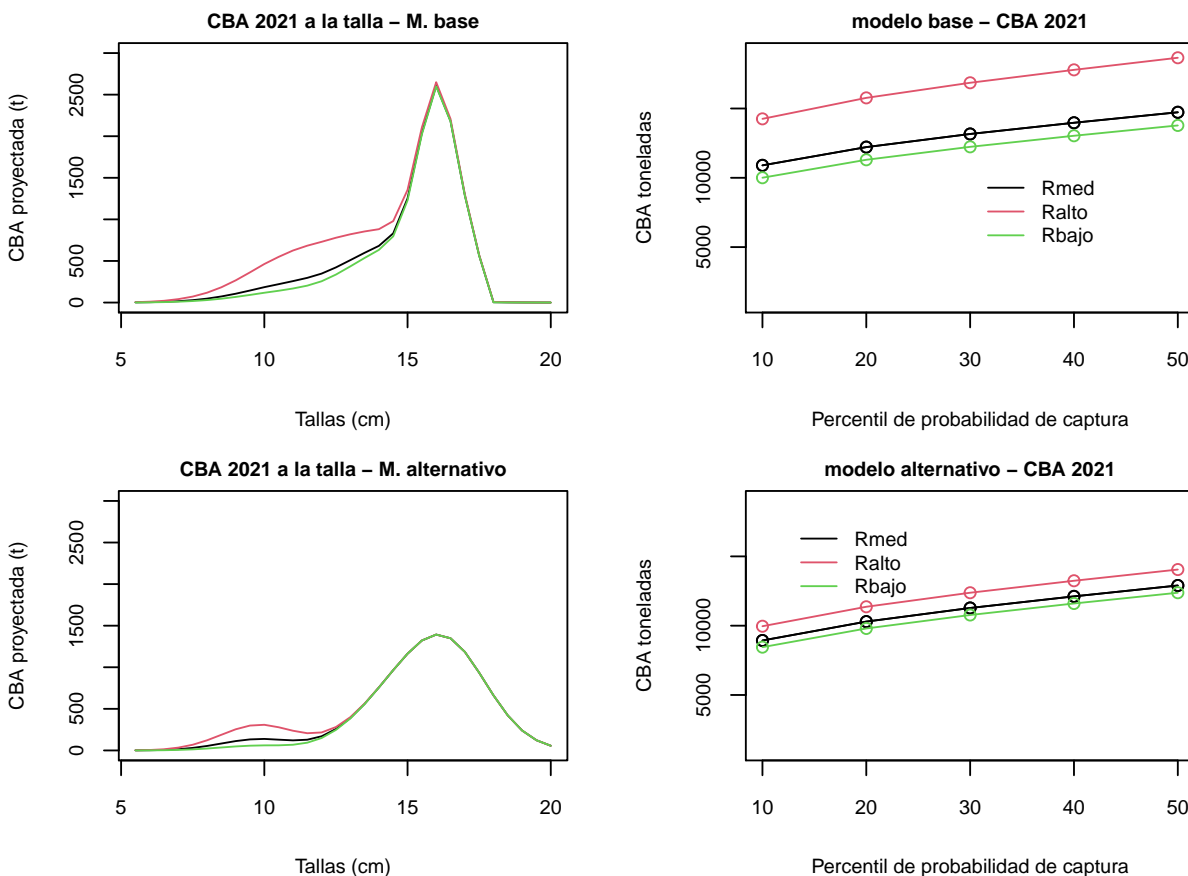 CBA 2021 a la talla – M. base
CBA proyectada (t)
2500
1500
500
0
5 10 15 20
Tallas (cm)
modelo base – CBA 2021
CBA toneladas
10000
5000
Rmed
Ralto
Rbajo
10 20 30 40 50
Percentil de probabilidad de captura
CBA 2021 a la talla – M. alternativo
CBA proyectada (t)
2500
1500
500
0
5 10 15 20
Tallas (cm)
modelo alternativo – CBA 2021
CBA toneladas
10000
5000
Rmed
Ralto
Rbajo
10 20 30 40 50
Percentil de probabilidad de captura